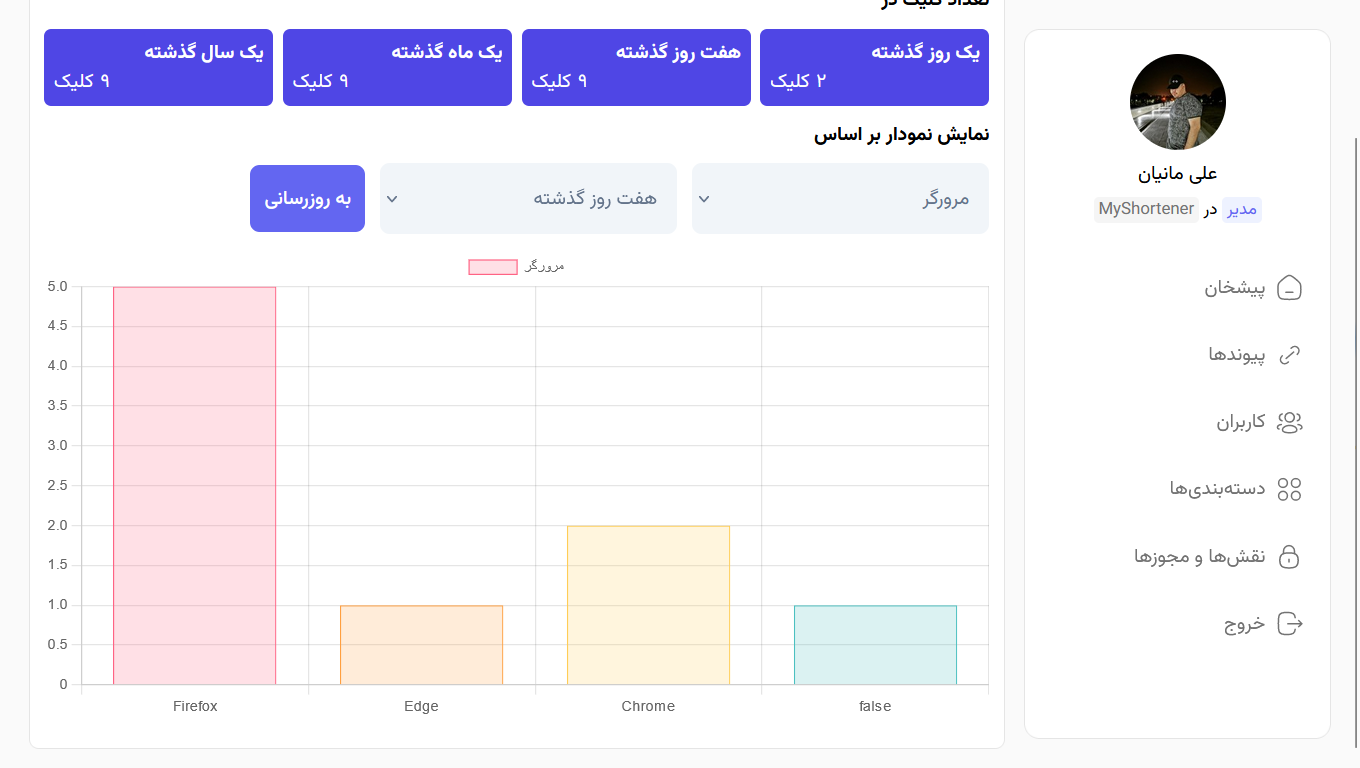 تعداد کلیک در
یک روز گذشته
۲ کلیک
هفت روز گذشته
۹ کلیک
یک ماه گذشته
۹ کلیک
یک سال گذشته
۹ کلیک
نمایش نمودار بر اساس
مرورگر
هفت روز گذشته
به روزرسانی
مرورگر
5.0
4.5
4.0
3.5
3.0
2.5
2.0
1.5
1.0
0.5
0
Firefox
Edge
Chrome
false
علی مانیان
مدیر در MyShortener
پیشخان
پیوندها
کاربران
دسته‌بندی‌ها
نقش‌ها و مجوزها
خروج